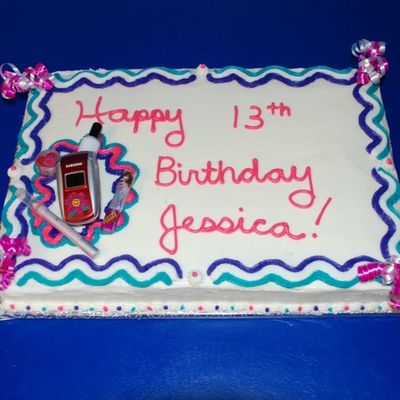 Happy 13th
Birthday
Jessica!
SAMSUNG